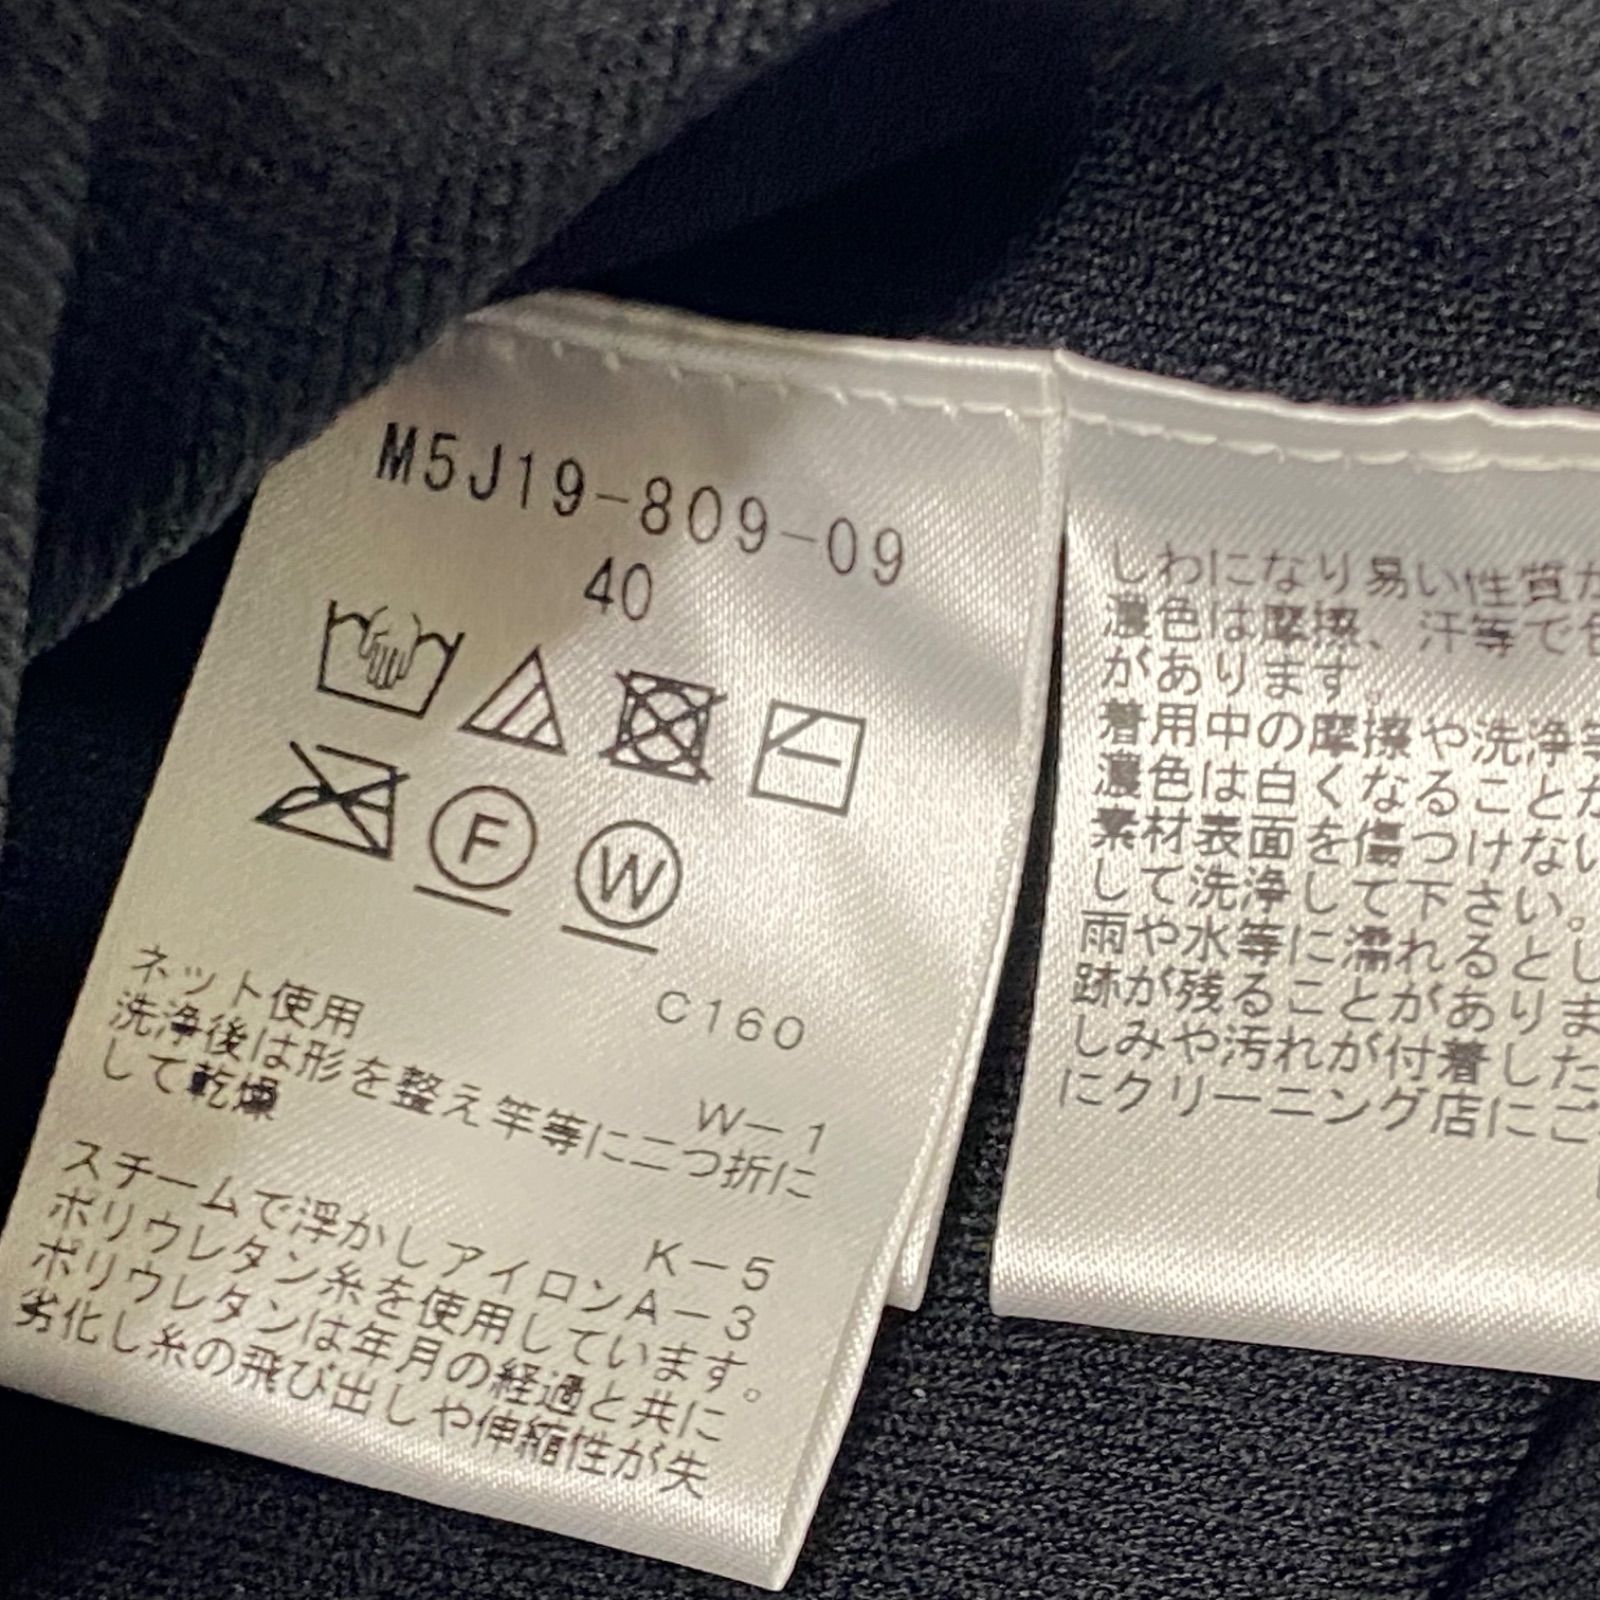 M5J19-809-09
40
F
W
C160
ネット使用
W-1
洗浄後は形を整え竿等に二つ折に
して乾燥
K-5
スチームで浮かしアイロンA-3
ポリウレタン糸を使用しています。
ポリウレタンは年月の経過と共に
劣化し糸の飛び出しや伸縮性が失
しわになり易い性質が
濃色は摩擦、汗等で色
があります。
着用中の摩擦や洗浄等
濃色は白くなることが
素材表面を傷つけない
して洗浄して下さい。
雨や水等に濡れるとし
跡が残ることがありま
しみや汚れが付着した
にクリーニング店にご